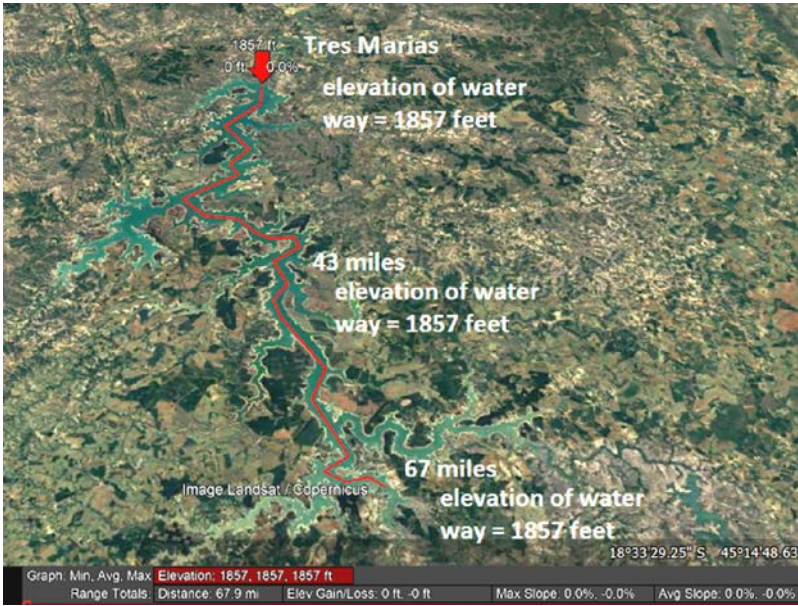 1857 ft
Tres Marias
0 ft 0.0%
elevation of water
way = 1857 feet
43 miles
elevation of water
way = 1857 feet
67 miles
Image Landsat / Copernicus
elevation of water
way = 1857 feet
18°33'29.25" S 45°14'48.63
Graph: Min, Avg, Max Elevation: 1857, 1857, 1857 ft
Range Totals: Distance: 67.9 mi Elev Gain/Loss: 0 ft, -0 ft Max Slope: 0.0%, -0.0% Avg Slope: 0.0%, -0.0%